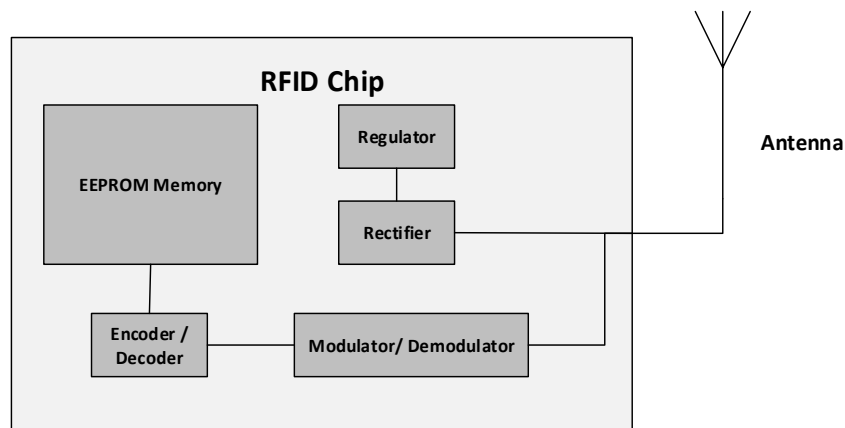 RFID Chip
Regulator
Antenna
EEPROM Memory
Rectifier
Encoder /
Decoder
Modulator/ Demodulator